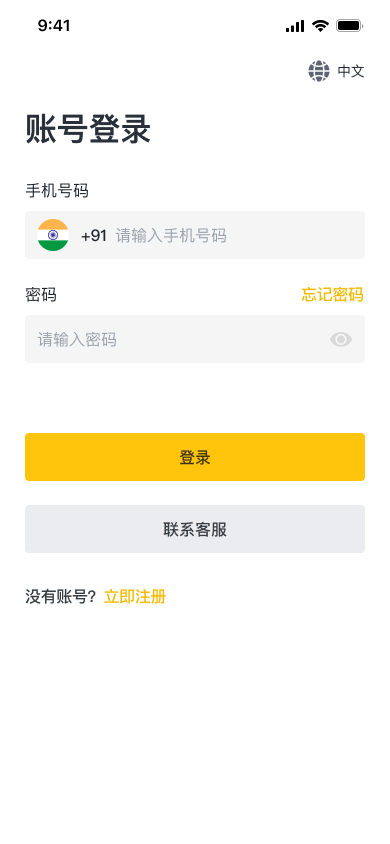 9:41
中文
账号登录
手机号码
+91 请输入手机号码
密码 忘记密码
请输入密码
登录
联系客服
没有账号? 立即注册